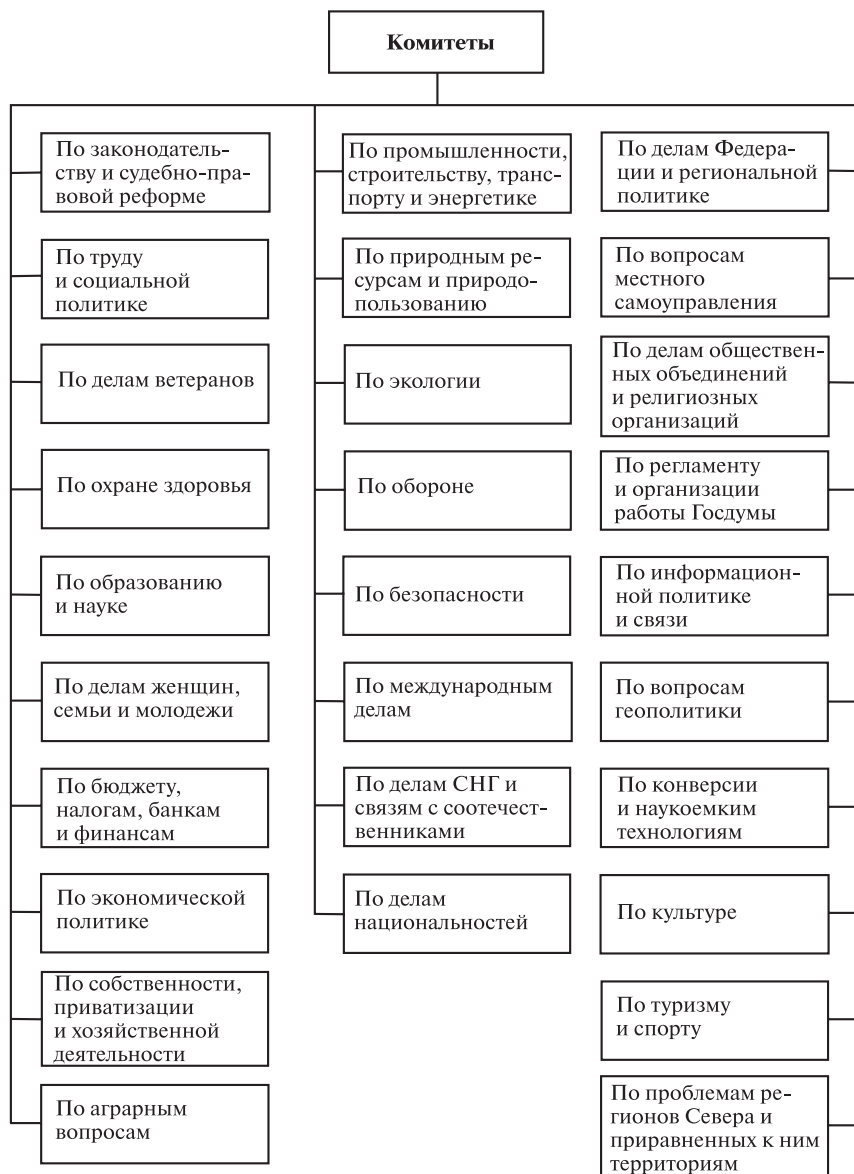 Комитеты
По законодатель-
ству и судебно-пра-
вовой реформе
По труду
и социальной
политике
По делам ветеранов
По охране здоровья
По образованию
и науке
По делам женщин,
семьи и молодежи
По бюджету,
налогам, банкам
и финансам
По экономической
политике
По собственности,
приватизации
и хозяйственной
деятельности
По аграрным
вопросам
По промышленности,
строительству, транс-
порту и энергетике
По природным ре-
сурсам и природо-
пользованию
По экологии
По обороне
По безопасности
По международным
делам
По делам СНГ и
связям с соотечест-
венниками
По делам
национальностей
По делам Федера-
ции и региональной
политике
По вопросам
местного
самоуправления
По делам обществен-
ных объединений
и религиозных
организаций
По регламенту
и организации
работы Госдумы
По информацион-
ной политике
и связи
По вопросам
геополитики
По конверсии
и наукоемким
технологиям
По культуре
По туризму
и спорту
По проблемам ре-
гионов Севера и
приравненных к ним
территориям